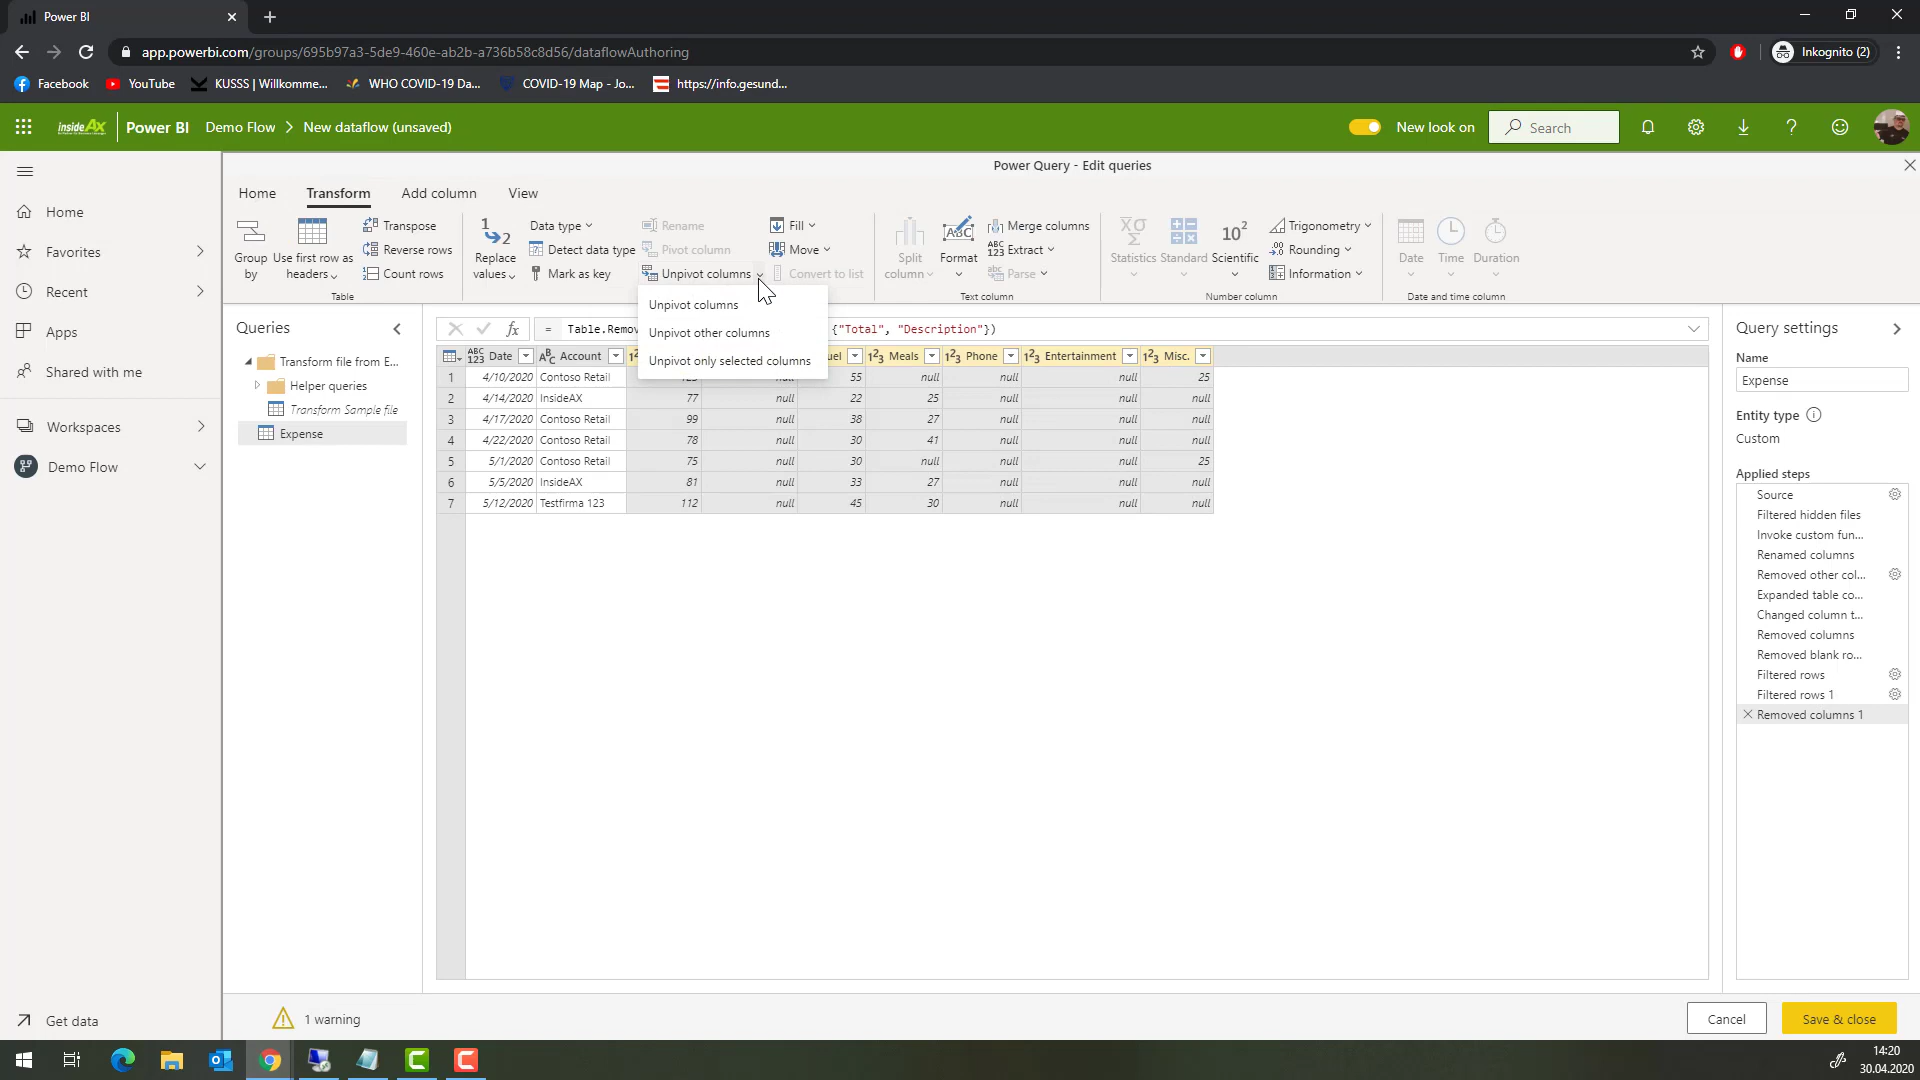 Power BI
app.powerbi.com/groups/695b97a3-5de9-460e-ab2b-a736b58c8d56/dataflowAuthoring
Inkognito (2)
Facebook YouTube KUSSS | Willkomme... WHO COVID-19 Da... COVID-19 Map - Jo... https://info.gesund...
insideAx Power BI Demo Flow > New dataflow (unsaved) New look on Search
Power Query - Edit queries
Home Transform Add column View
Group by
Use first row as headers
Transpose
Reverse rows
Count rows
Table
Replace values
Data type
Detect data type
Mark as key
Rename
Pivot column
Unpivot columns
Fill
Move
Convert to list
Unpivot columns
Unpivot other columns
Unpivot only selected columns
Split column
Format
Merge columns
Extract
Parse
Text column
Statistics
Standard
Scientific
Trigonometry
Rounding
Information
Number column
Date
Time
Duration
Date and time column
Home
Favorites
Recent
Apps
Shared with me
Workspaces
Demo Flow
Get data
Queries
Transform file from E...
Helper queries
Transform Sample file
Expense
fx = Table.Remov {"Total", "Description"})
Date Account uel Meals Phone Entertainment Misc.
1 4/10/2020 Contoso Retail 55 null null null 25
2 4/14/2020 InsideAX 77 null 22 25 null null null
3 4/17/2020 Contoso Retail 99 null 38 27 null null null
4 4/22/2020 Contoso Retail 78 null 30 41 null null null
5 5/1/2020 Contoso Retail 75 null 30 null null null 25
6 5/5/2020 InsideAX 81 null 33 27 null null null
7 5/12/2020 Testfirma 123 112 null 45 30 null null null
Query settings
Name
Expense
Entity type
Custom
Applied steps
Source
Filtered hidden files
Invoke custom fun...
Renamed columns
Removed other col...
Expanded table co...
Changed column t...
Removed columns
Removed blank ro...
Filtered rows
Filtered rows 1
Removed columns 1
1 warning
Cancel
Save & close
14:20
30.04.2020